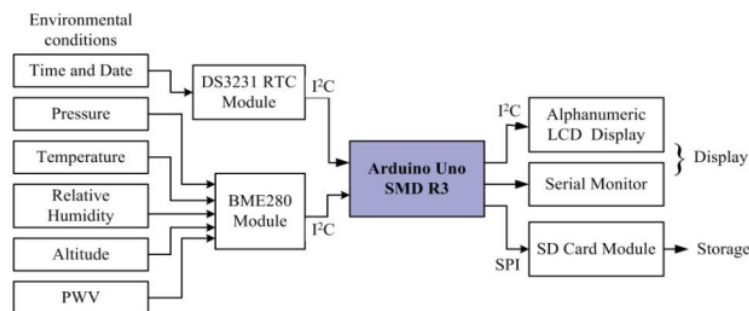 Environmental
conditions
Time and Date
Pressure
Temperature
Relative
Humidity
Altitude
PWV
DS3231 RTC
Module
I²C
BME280
Module
I²C
Arduino Uno
SMD R3
I²C
SPI
Alphanumeric
LCD Display
Serial Monitor
} Display
SD Card Module
Storage